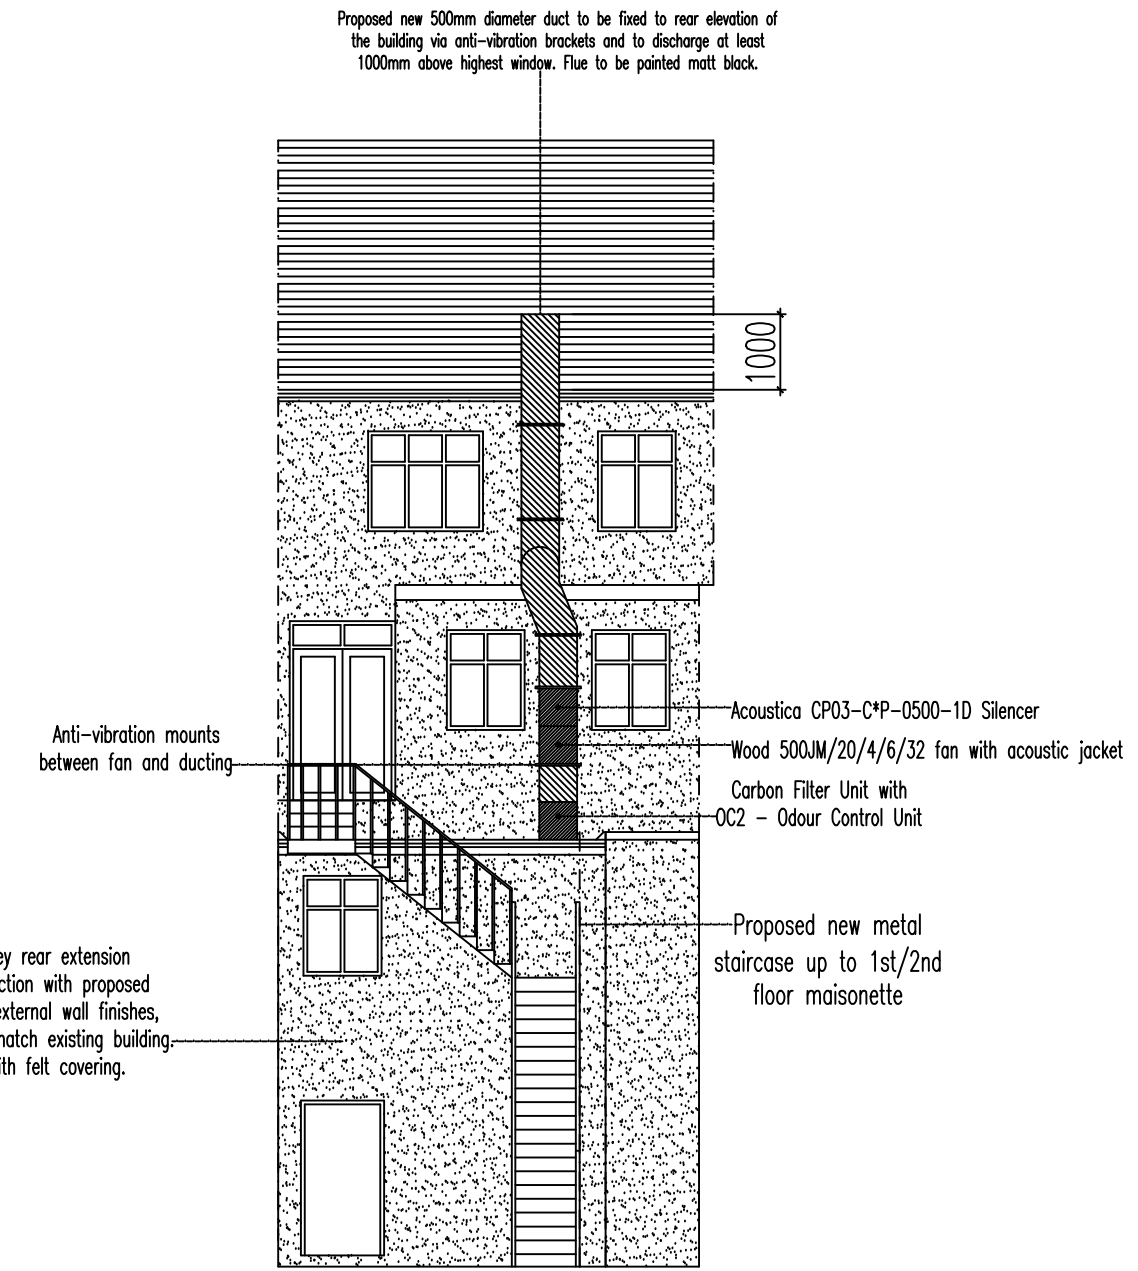 Proposed new 500mm diameter duct to be fixed to rear elevation of
the building via anti-vibration brackets and to discharge at least
1000mm above highest window. Flue to be painted matt black.
1000
Acoustica CP03-C*P-0500-1D Silencer
Anti-vibration mounts
between fan and ducting
Wood 500JM/20/4/6/32 fan with acoustic jacket
Carbon Filter Unit with
OC2 - Odour Control Unit
Proposed new metal
staircase up to 1st/2nd
floor maisonette
rear extension
with proposed
external wall finishes,
match existing building.
felt covering.